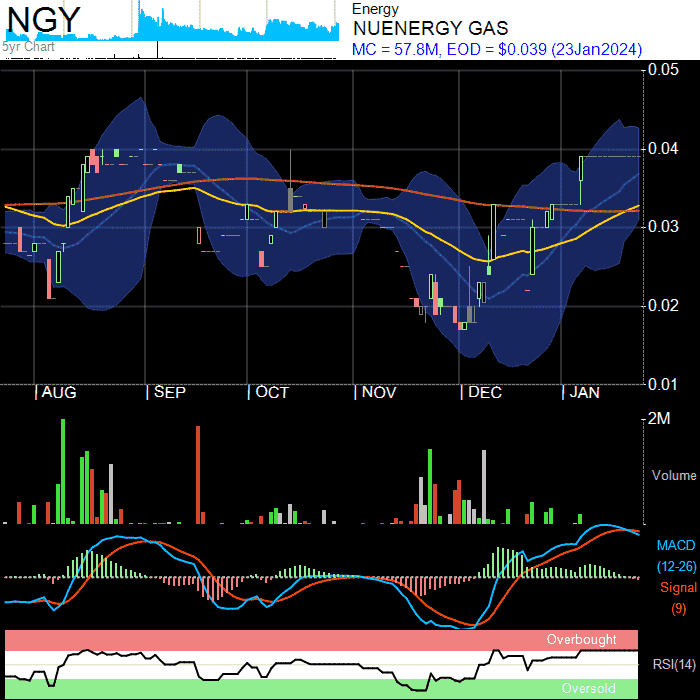 NGY
5yr Chart
Energy
NUENERGY GAS
MC = 57.8M, EOD = $0.039 (23Jan2024)
0.05
0.04
0.03
0.02
0.01
| AUG | SEP | OCT | NOV | DEC | JAN
2M
Volume
MACD
(12-26)
Signal
(9)
Overbought
RSI(14)
Oversold